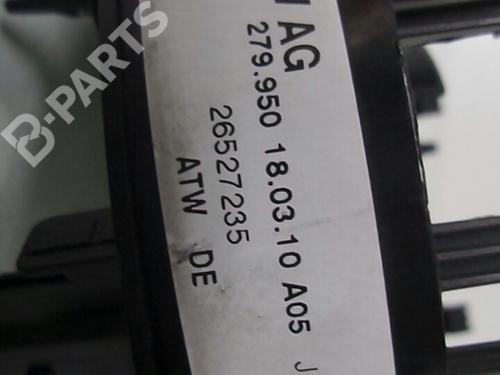 AG
279.950 18.03.10 A05 J
26527235
ATW DE
B-PARTS